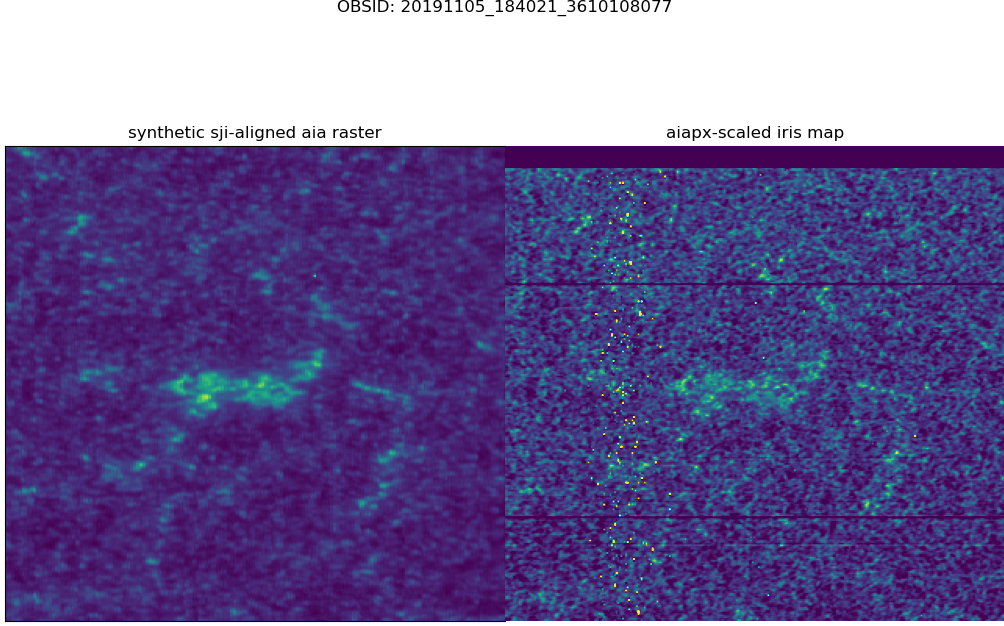 OBSID: 20191105_184021_3610108077
synthetic sji-aligned aia raster
aiapx-scaled iris map